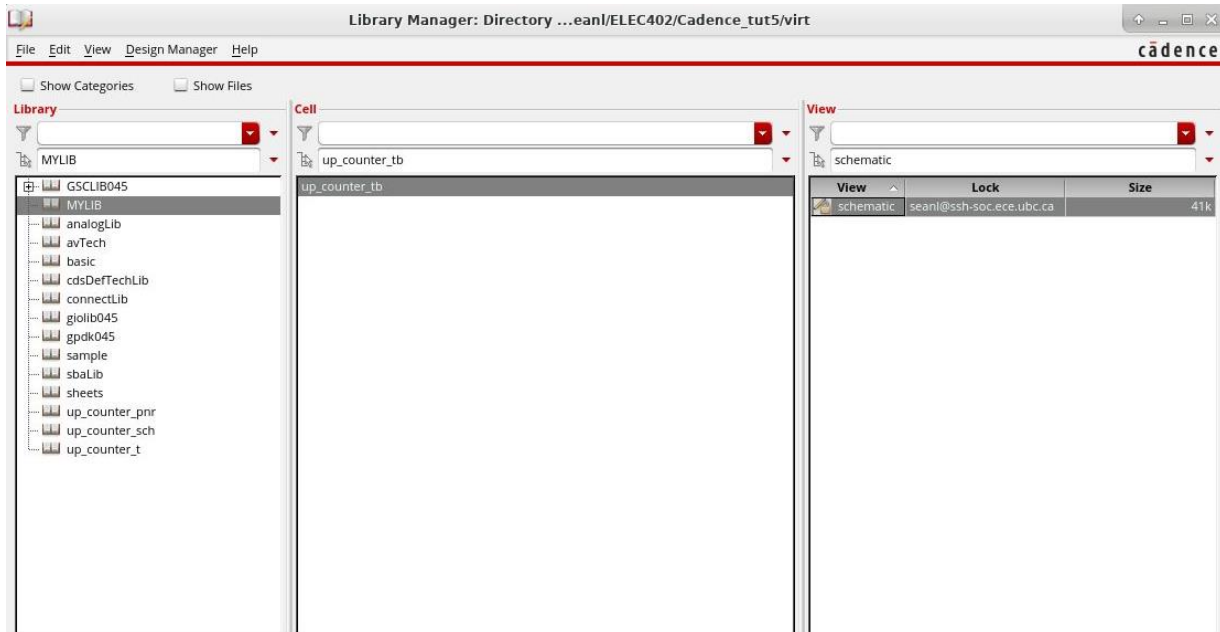 Library Manager: Directory ...eanl/ELEC402/Cadence_tut5/virt
File Edit View Design Manager Help
cādence
Show Categories Show Files
Library
MYLIB
GSCLIB045
MYLIB
analogLib
avTech
basic
cdsDefTechLib
connectLib
giolib045
gpdk045
sample
sbaLib
sheets
up_counter_pnr
up_counter_sch
up_counter_t
Cell
up_counter_tb
up_counter_tb
View
schematic
View Lock Size
schematic seanl@ssh-soc.ece.ubc.ca 41k